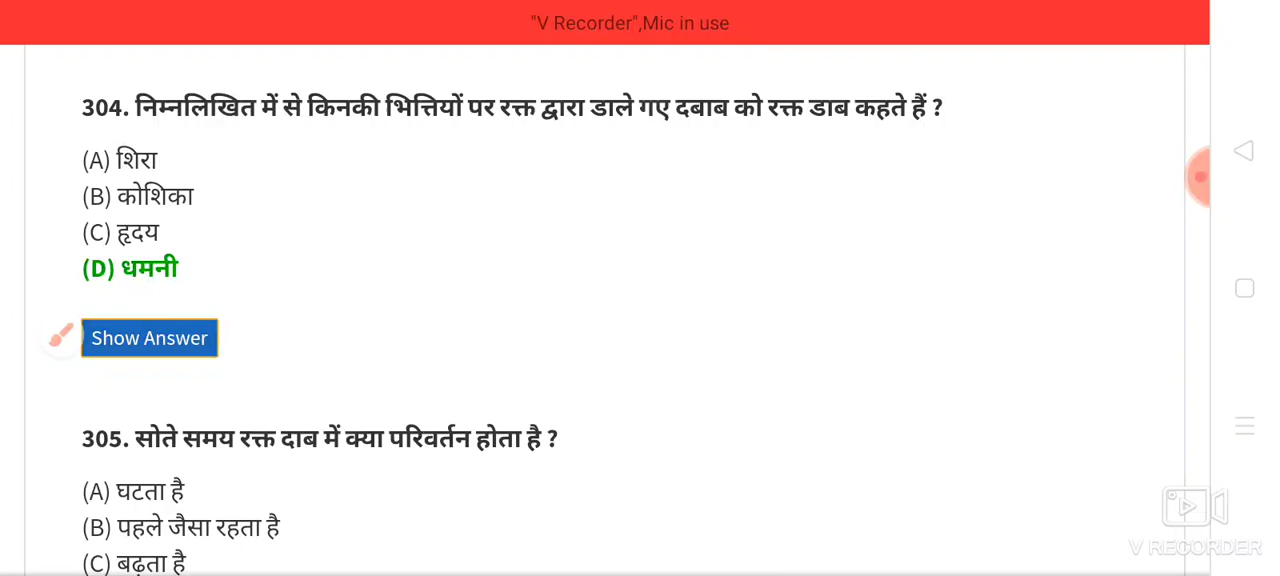 "V Recorder",Mic in use
304. निम्नलिखित में से किनकी भित्तियों पर रक्त द्वारा डाले गए दबाब को रक्त डाब कहते हैं ?
(A) शिरा
(B) कोशिका
(C) हृदय
(D) धमनी
Show Answer
305. सोते समय रक्त दाब में क्या परिवर्तन होता है ?
(A) घटता है
(B) पहले जैसा रहता है
(C) बढ़ता है
V RECORDER